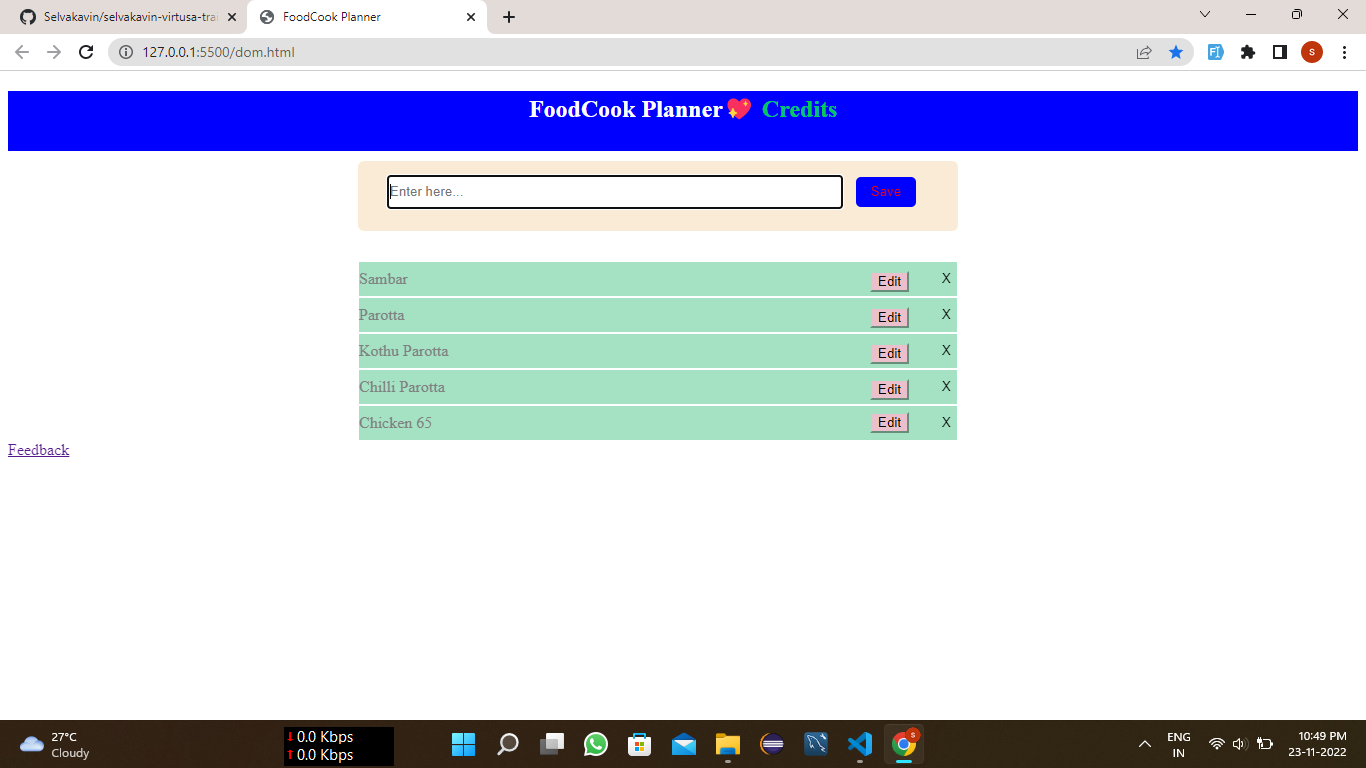 Selvakavin/selvakavin-virtusa-trai
FoodCook Planner
127.0.0.1:5500/dom.html
s
FoodCook Planner💖 Credits
Enter here...
Save
Sambar Edit X
Parotta Edit X
Kothu Parotta Edit X
Chilli Parotta Edit X
Chicken 65 Edit X
Feedback
27°C
Cloudy
0.0 Kbps
0.0 Kbps
ENG
IN
10:49 PM
23-11-2022